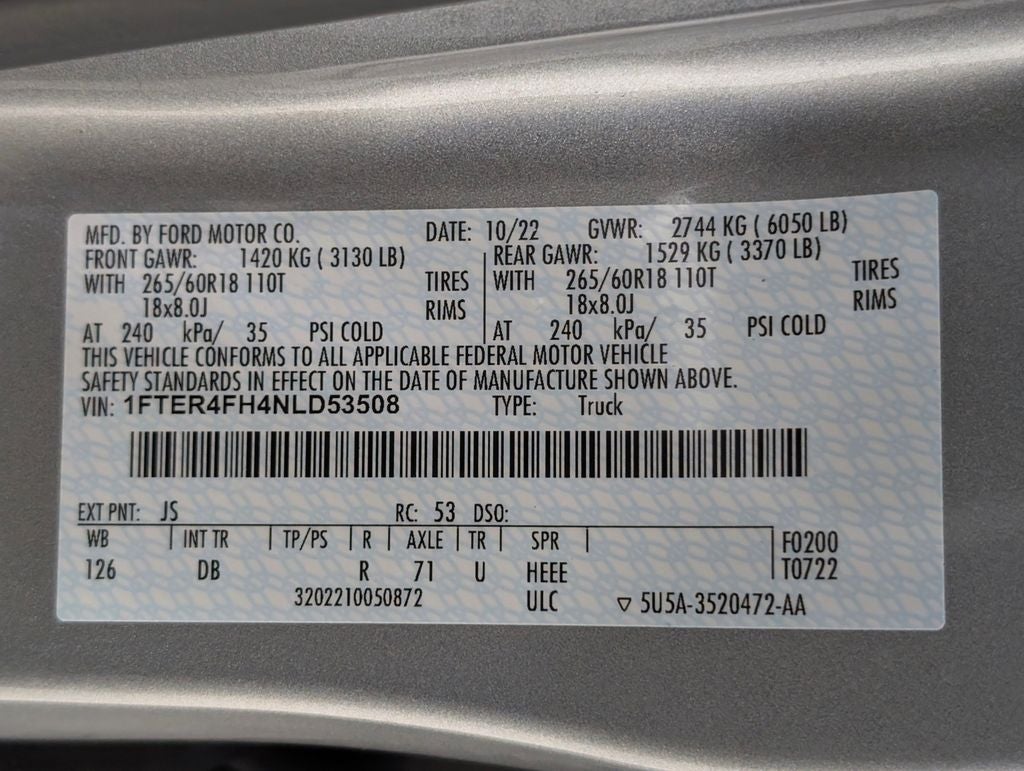 MFD. BY FORD MOTOR CO. DATE: 10/22 GVWR: 2744 KG ( 6050 LB)
FRONT GAWR: 1420 KG ( 3130 LB) REAR GAWR: 1529 KG ( 3370 LB)
WITH 265/60R18 110T TIRES WITH 265/60R18 110T TIRES
18x8.0J RIMS 18x8.0J RIMS
AT 240 kPa/ 35 PSI COLD AT 240 kPa/ 35 PSI COLD
THIS VEHICLE CONFORMS TO ALL APPLICABLE FEDERAL MOTOR VEHICLE
SAFETY STANDARDS IN EFFECT ON THE DATE OF MANUFACTURE SHOWN ABOVE.
VIN: 1FTER4FH4NLD53508 TYPE: Truck
EXT PNT: JS RC: 53 DSO:
WB INT TR TP/PS R AXLE TR SPR F0200
126 DB R 71 U HEEE T0722
3202210050872 ULC ▽ 5U5A-3520472-AA